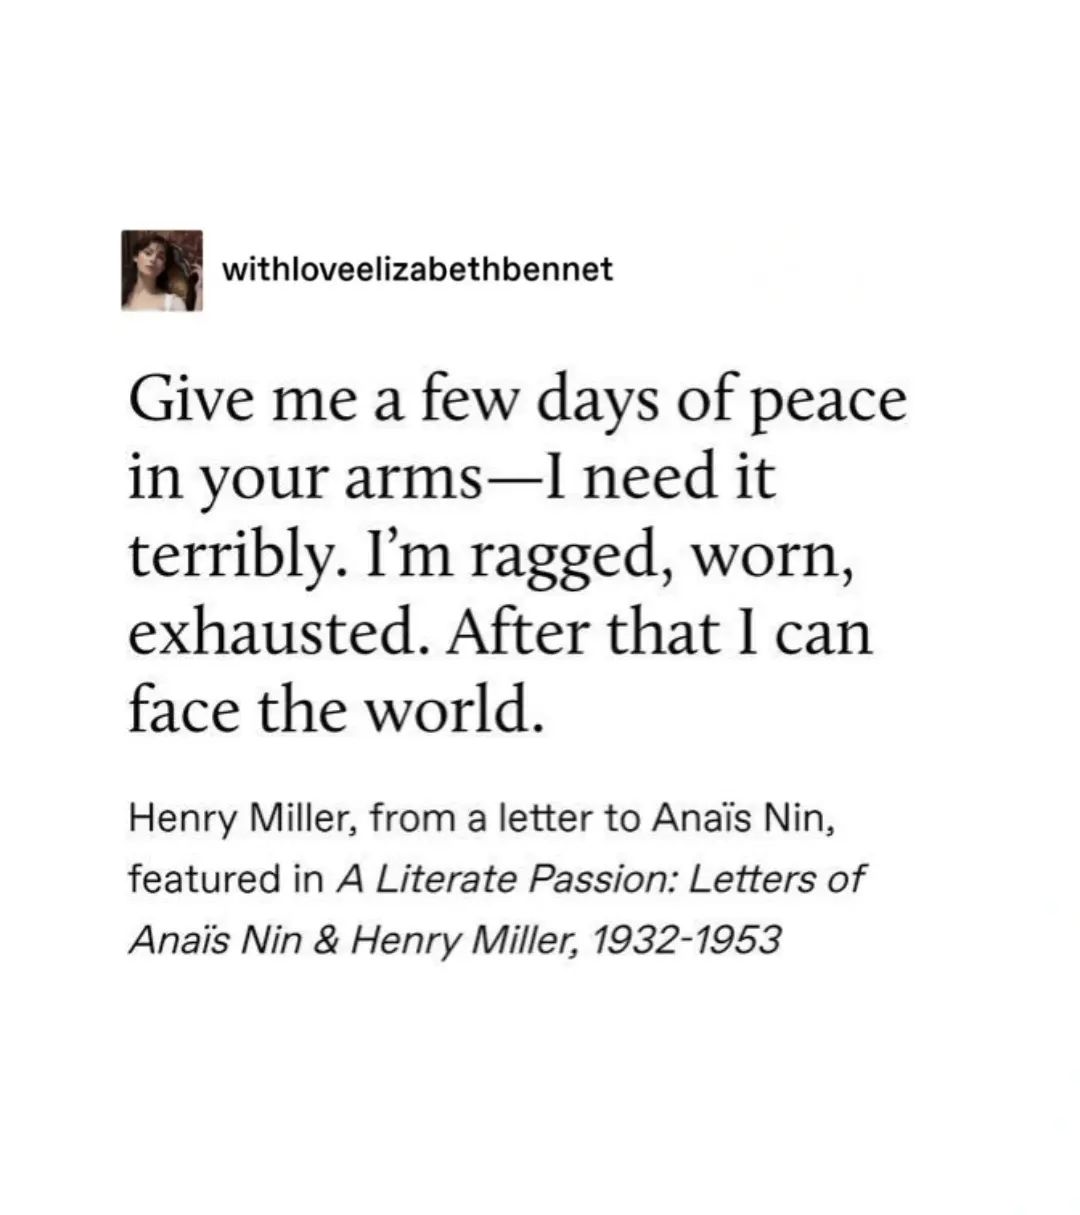 withloveelizabethbennet
Give me a few days of peace
in your arms—I need it
terribly. I’m ragged, worn,
exhausted. After that I can
face the world.
Henry Miller, from a letter to Anaïs Nin,
featured in A Literate Passion: Letters of
Anaïs Nin & Henry Miller, 1932-1953